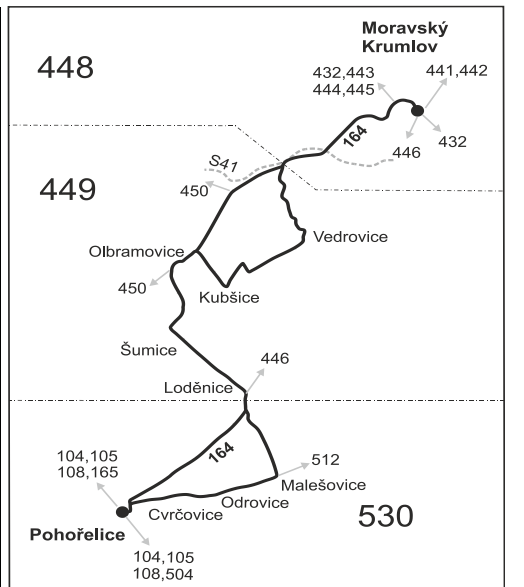 Moravský
Krumlov
448
432,443
444,445
441,442
164
446
432
S41
449
450
Vedrovice
Olbramovice
450
Kubšice
Šumice
446
Loděnice
164
104,105
108,165
512
Malešovice
Odrovice
Cvrčovice
530
Pohořelice
104,105
108,504